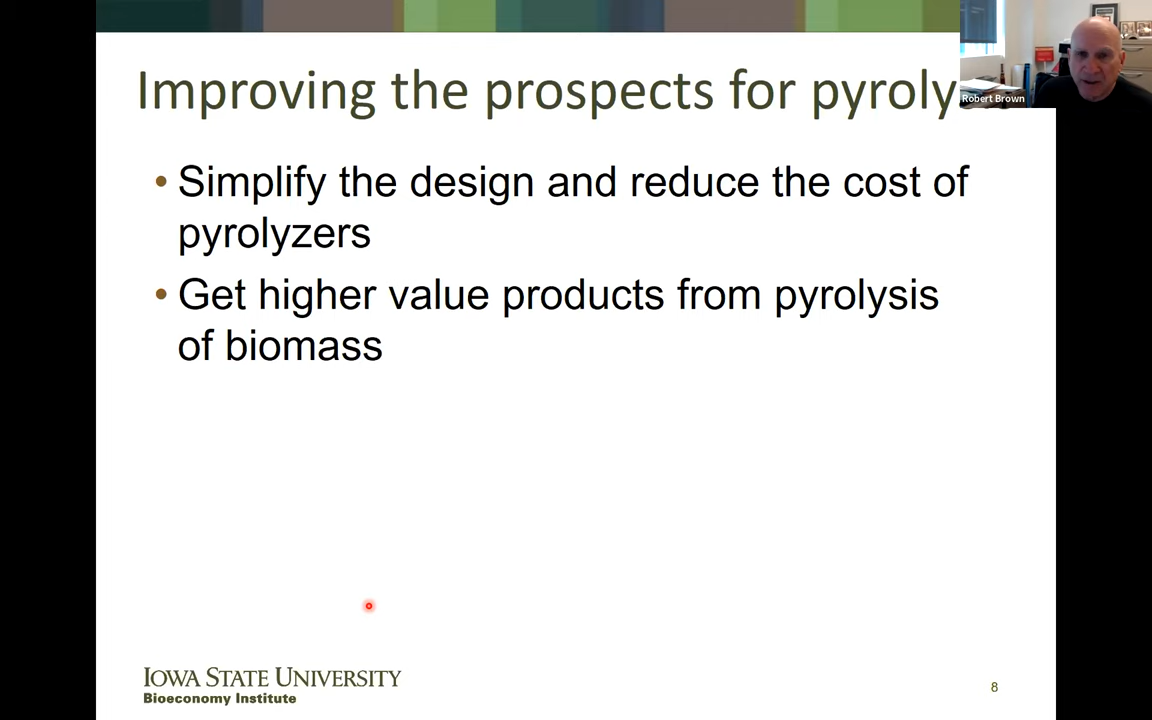 Improving the prospects for pyroly
Robert Brown
• Simplify the design and reduce the cost of
pyrolyzers
• Get higher value products from pyrolysis
of biomass
IOWA STATE UNIVERSITY
Bioeconomy Institute
8